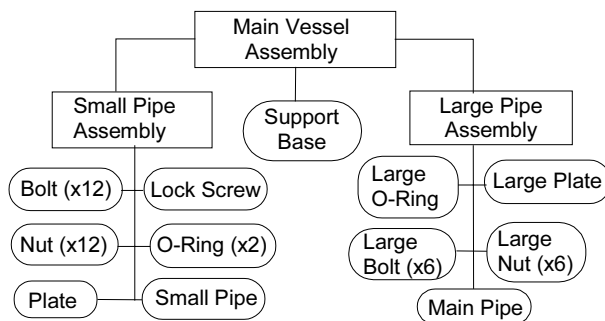 Main Vessel
Assembly
Small Pipe
Assembly
Support
Base
Large Pipe
Assembly
Bolt (x12)
Lock Screw
Large
O-Ring
Large Plate
Nut (x12)
O-Ring (x2)
Large
Bolt (x6)
Large
Nut (x6)
Plate
Small Pipe
Main Pipe